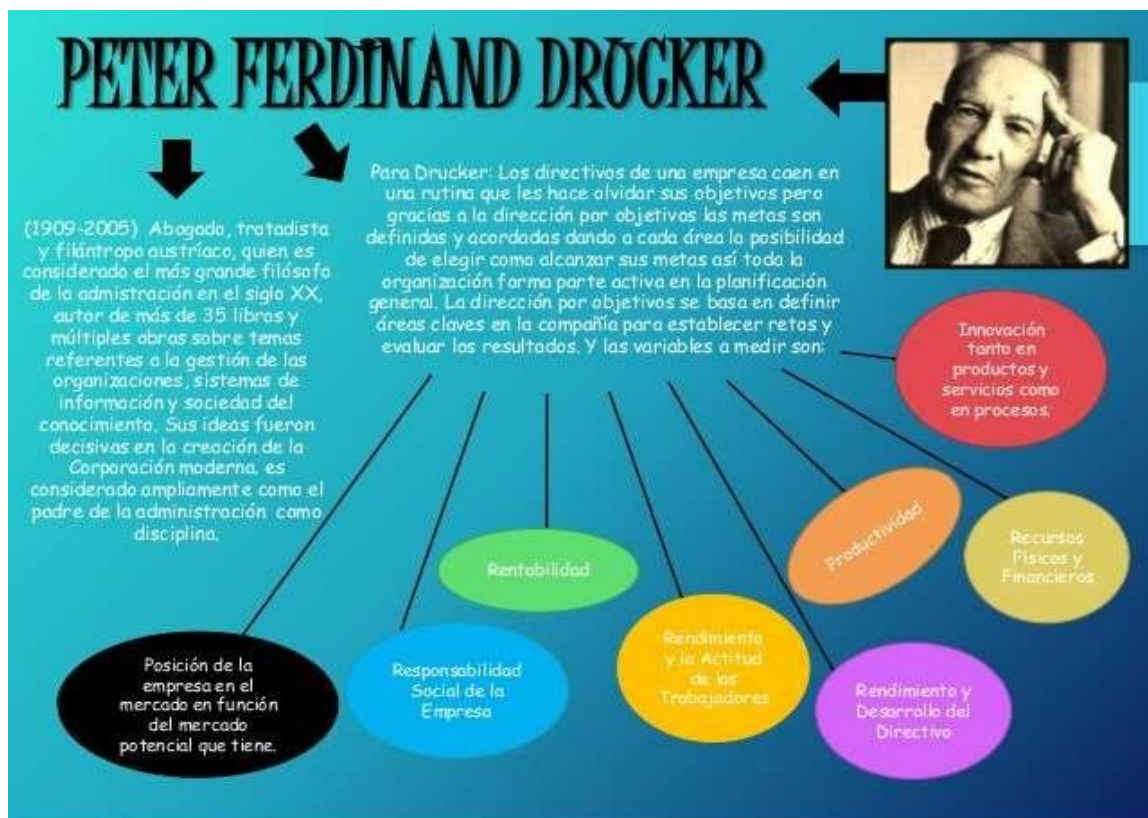 PETER FERDINAND DRUCKER
(1909-2005) Abogado, tratadista
y filántropo austríaco, quien es
considerado el más grande filósofo
de la admistración en el siglo XX,
autor de más de 35 libros y
múltiples obras sobre temas
referentes a la gestión de las
organizaciones, sistemas de
información y sociedad del
conocimiento. Sus ideas fueron
decisivas en la creación de la
Corporación moderna. es
considerado ampliamente como el
padre de la administración como
disciplina.
Para Drucker: Los directivos de una empresa caen en
una rutina que les hace olvidar sus objetivos pero
gracias a la dirección por objetivos las metas son
definidas y acordadas dando a cada área la posibilidad
de elegir como alcanzar sus metas así toda la
organización forma parte activa en la planificación
general. La dirección por objetivos se basa en definir
áreas claves en la compañía para establecer retos y
evaluar los resultados. Y las variables a medir son:
Innovación
tanto en
productos y
servicios como
en procesos.
Recursos
Físicos y
Financieros
Productividad
Rentabilidad
Rendimiento
y la Actitud
de los
Trabajadores
Rendimiento y
Desarrollo del
Directivo
Responsabilidad
Social de la
Empresa
Posición de la
empresa en el
mercado en función
del mercado
potencial que tiene.